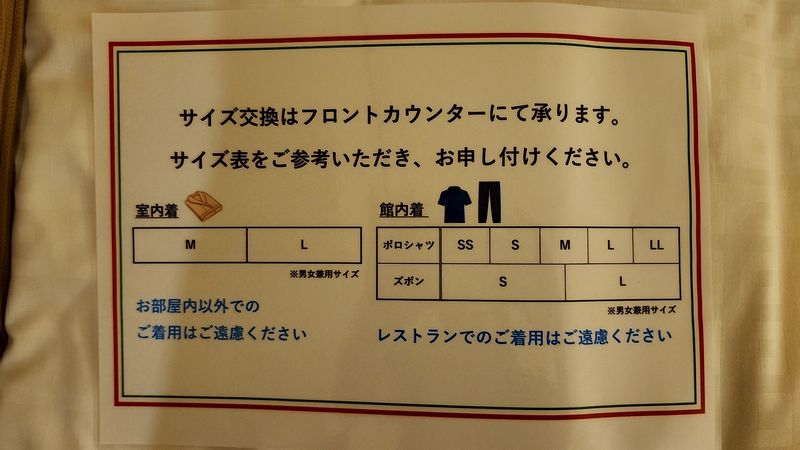 サイズ交換はフロントカウンターにて承ります。
サイズ表をご参考いただき、お申し付けください。
室内着
M L
※男女兼用サイズ
お部屋内以外での
ご着用はご遠慮ください
館内着
ポロシャツ SS S M L LL
ズボン S L
※男女兼用サイズ
レストランでのご着用はご遠慮ください